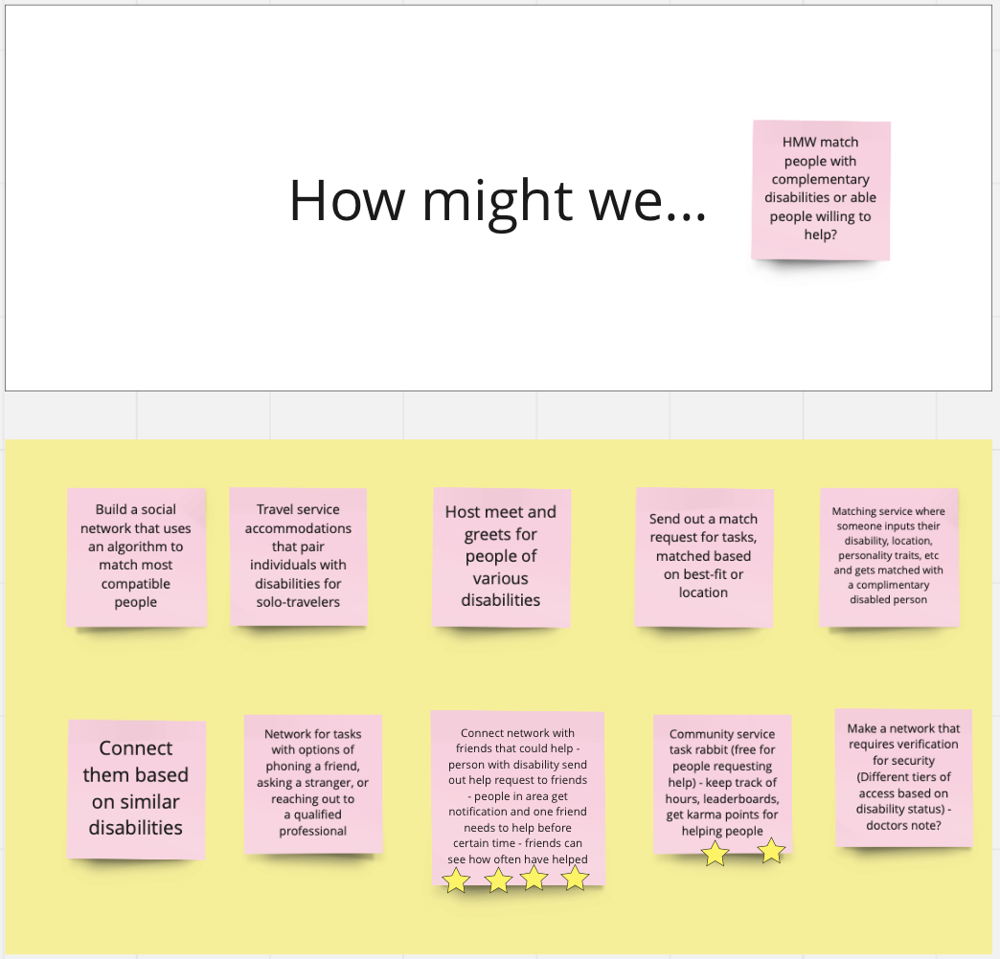 How might we...
HMW match
people with
complementary
disabilities or able
people willing to
help?
Build a social
network that uses
an algorithm to
match most
compatible
people
Travel service
accommodations
that pair
individuals with
disabilities for
solo-travelers
Host meet and
greets for
people of
various
disabilities
Send out a match
request for tasks,
matched based
on best-fit or
location
Matching service where
someone inputs their
disability, location,
personality traits, etc
and gets matched with
a complimentary
disabled person
Connect
them based
on similar
disabilities
Network for tasks
with options of
phoning a friend,
asking a stranger, or
reaching out to
a qualified
professional
Connect network with
friends that could help -
person with disability send
out help request to friends
- people in area get
notification and one friend
needs to help before
certain time - friends can
see how often have helped
Community service
task rabbit (free for
people requesting
help) - keep track of
hours, leaderboards,
get karma points for
helping people
Make a network that
requires verification
for security
(Different tiers of
access based on
disability status) -
doctors note?